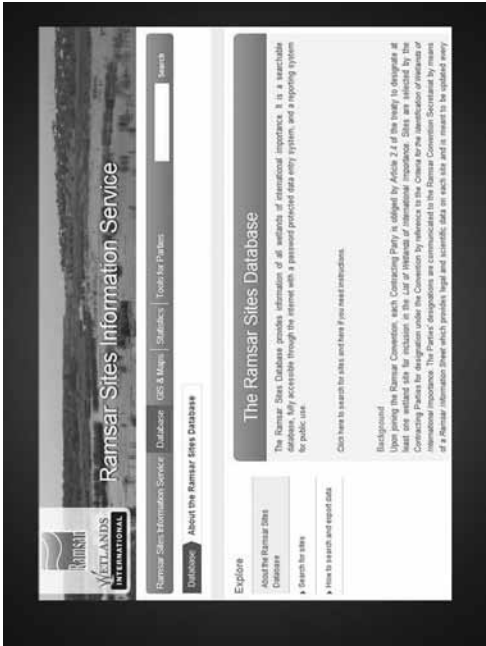 Ramsar
WETLANDS
INTERNATIONAL
Ramsar Sites Information Service
Ramsar Sites Information Service Database GIS & Maps Statistics Tools for Parties Search
Database About the Ramsar Sites Database
Explore
About the Ramsar Sites
Database
Search for sites
How to search and export data
The Ramsar Sites Database
The Ramsar Sites Database provides information of all wetlands of international importance. It is a searchable
database, fully accessible through the internet with a password protected data entry system, and a reporting system
for public use.
Click here to search for sites and here if you need instructions.
Background
Upon joining the Ramsar Convention, each Contracting Party is obliged by Article 2.4 of the treaty to designate at
least one wetland site for inclusion in the List of Wetlands of International Importance. Sites are selected by the
Contracting Parties for designation under the Convention by reference to the Criteria for the Identification of Wetlands of
International Importance. The Parties' designations are communicated to the Ramsar Convention Secretariat by means
of a Ramsar Information Sheet which provides legal and scientific data on each site and is meant to be updated every